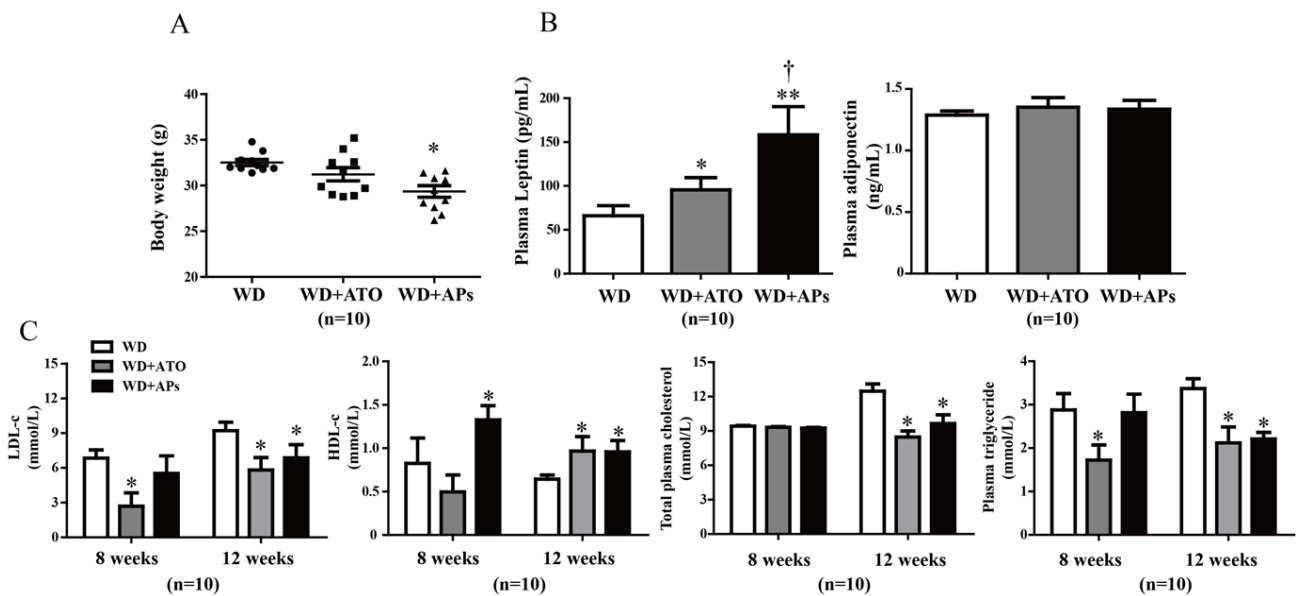 A
Body weight (g)
40
35
30
25
20
*
WD
WD+ATO
WD+APs
(n=10)
B
Plasma Leptin (pg/mL)
200
150
100
50
0
*
†
**
WD
WD+ATO
WD+APs
(n=10)
Plasma adiponectin
(ng/mL)
1.5
1.0
0.5
0.0
WD
WD+ATO
WD+APs
(n=10)
C
WD
WD+ATO
WD+APs
LDL-c
(mmol/L)
15
12
9
6
3
0
*
* *
8 weeks
12 weeks
(n=10)
HDL-c
(mmol/L)
2.0
1.5
1.0
0.5
0.0
*
* *
8 weeks
12 weeks
(n=10)
Total plasma cholesterol
(mmol/L)
15
12
9
6
3
0
* *
8 weeks
12 weeks
(n=10)
Plasma triglyceride
(mmol/L)
4
3
2
1
0
*
* *
8 weeks
12 weeks
(n=10)